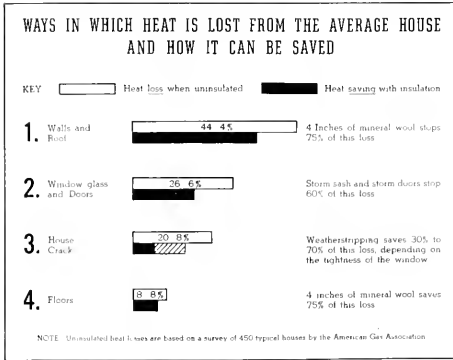 WAYS IN WHICH HEAT IS LOST FROM THE AVERAGE HOUSE
AND HOW IT CAN BE SAVED
KEY Heat loss when uninsulated Heat saving with insulation
1. Walls and Roof
44 4%
4 Inches of mineral wool stops
75% of this loss
2. Window glass
and Doors
26 6%
Storm sash and storm doors stop
60% of this loss
3. House
Crack
20 8%
Weatherstripping saves 30% to
70% of this loss, depending on
the tightness of the window
4. Floors
8 8%
4 inches of mineral wool saves
75% of this loss
NOTE Uninsulated heat losses are based on a survey of 450 typical houses by the American Gas Association